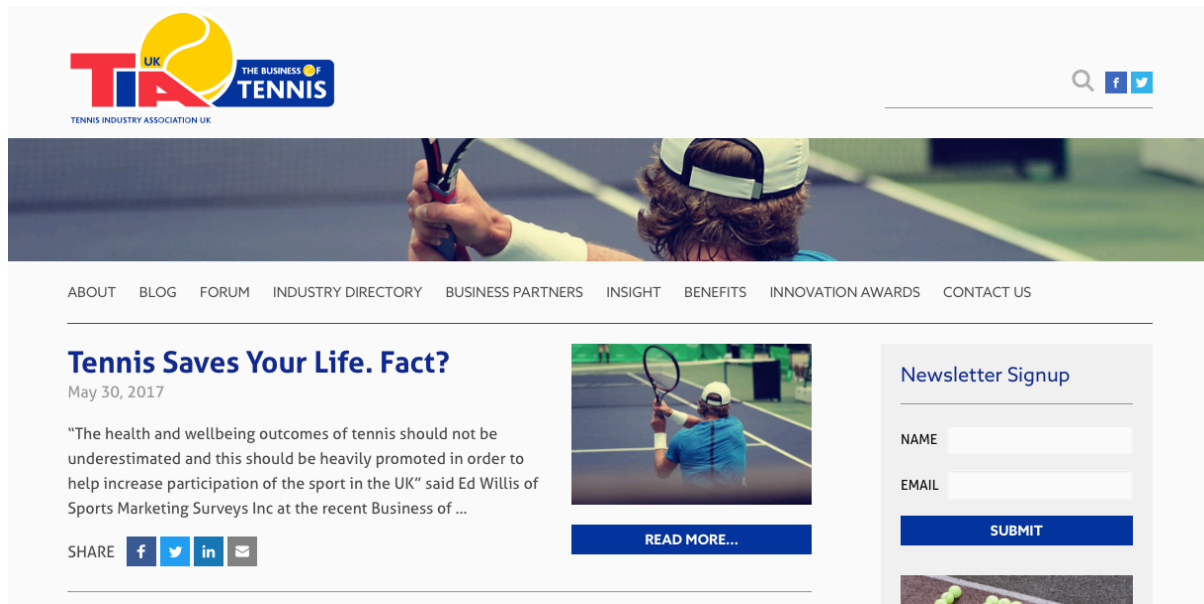 UK
TIA
THE BUSINESS OF
TENNIS
TENNIS INDUSTRY ASSOCIATION UK
ABOUT BLOG FORUM INDUSTRY DIRECTORY BUSINESS PARTNERS INSIGHT BENEFITS INNOVATION AWARDS CONTACT US
Tennis Saves Your Life. Fact?
May 30, 2017
“The health and wellbeing outcomes of tennis should not be
underestimated and this should be heavily promoted in order to
help increase participation of the sport in the UK” said Ed Willis of
Sports Marketing Surveys Inc at the recent Business of ...
SHARE
READ MORE...
Newsletter Signup
NAME
EMAIL
SUBMIT